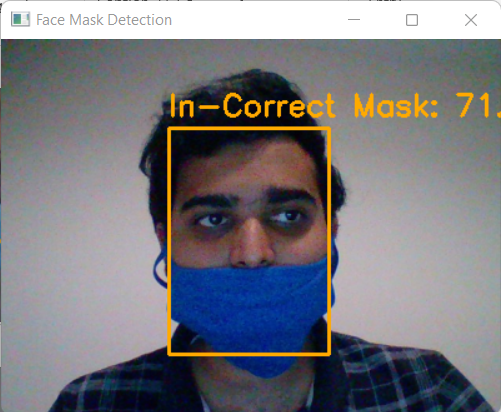 Face Mask Detection
In-Correct Mask: 71.